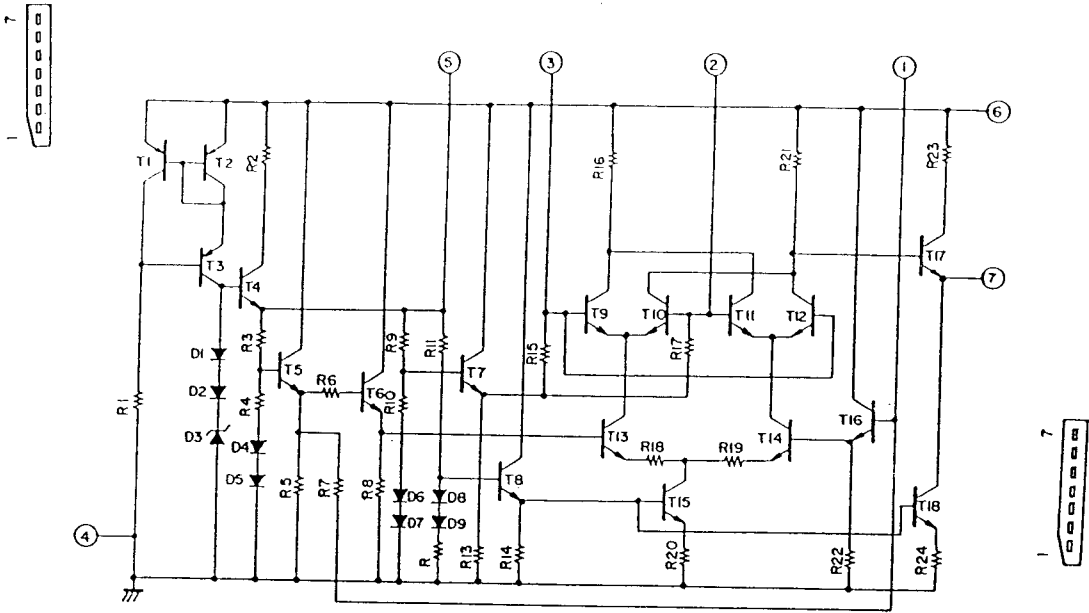 7
1
5
3
2
1
6
T1
T2
R2
R16
R21
R23
T3
T4
T17
7
R3
R9
R11
R15
T9
T10
T11
T12
R17
D1
D2
D3
R1
R4
D4
D5
T5
R6
T6
R10
T7
T13
R18
R19
T14
T16
7
1
R5
R7
R8
D6
D7
D8
D9
T8
T15
T18
4
R
R13
R14
R20
R22
R24